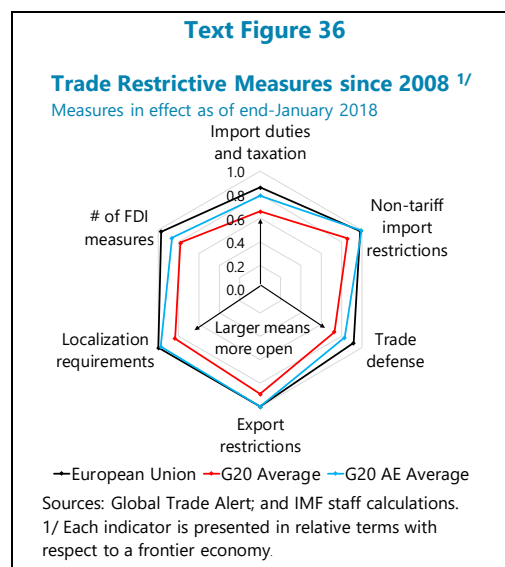 Text Figure 36
Trade Restrictive Measures since 2008 1/
Measures in effect as of end-January 2018
Import duties
and taxation
1.0
0.8
0.6
0.4
0.2
0.0
# of FDI
measures
Non-tariff
import
restrictions
Localization
requirements
Larger means
more open
Trade
defense
Export
restrictions
European Union
G20 Average
G20 AE Average
Sources: Global Trade Alert; and IMF staff calculations.
1/ Each indicator is presented in relative terms with
respect to a frontier economy.